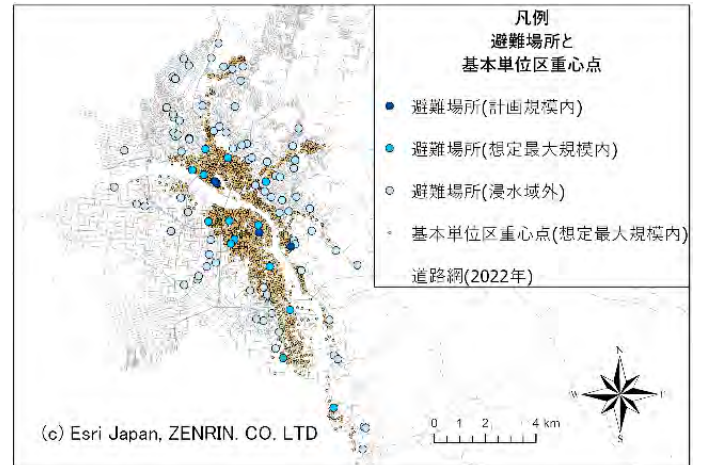 凡例
避難場所と
基本単位区重心点
避難場所(計画規模内)
避難場所(想定最大規模内)
避難場所(浸水域外)
基本単位区重心点(想定最大規模内)
道路網(2022年)
N
W
E
S
(c) Esri Japan, ZENRIN. CO. LTD
0 1 2 4 km